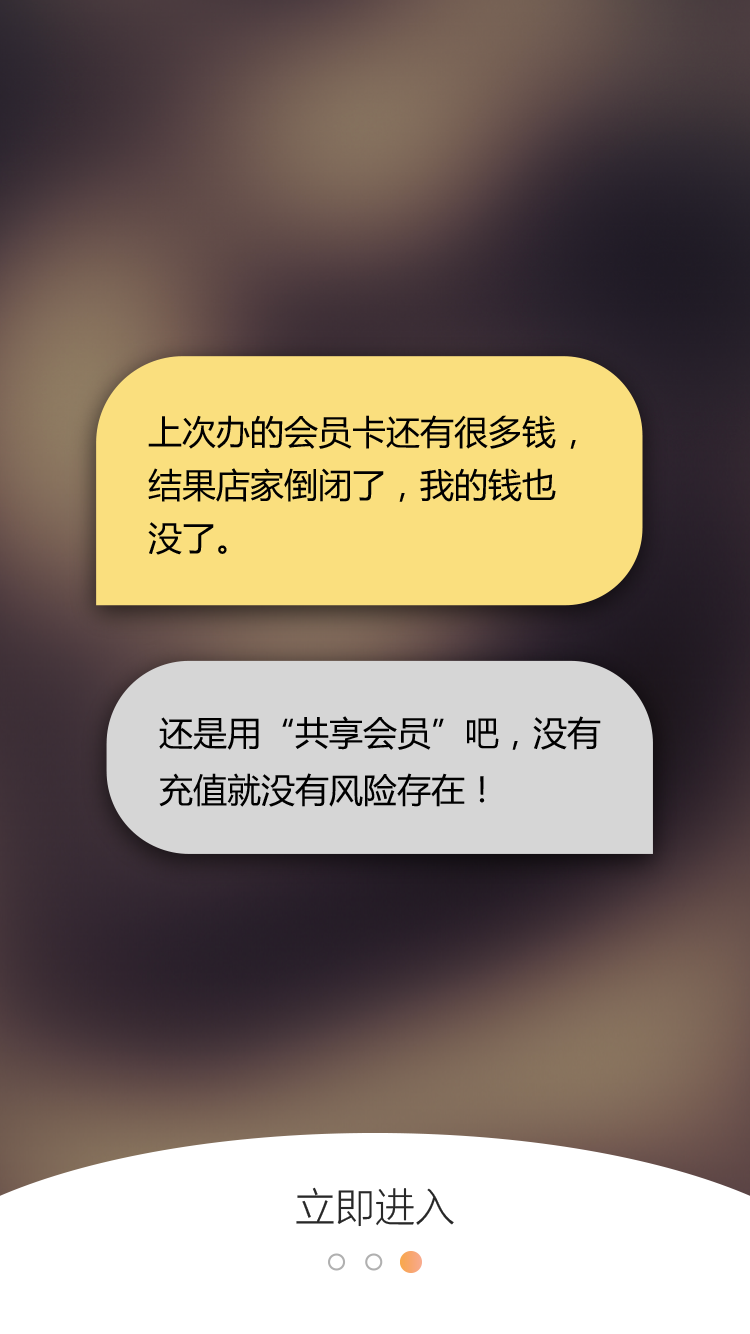 上次办的会员卡还有很多钱，
结果店家倒闭了，我的钱也
没了。
还是用“共享会员”吧，没有
充值就没有风险存在！
立即进入